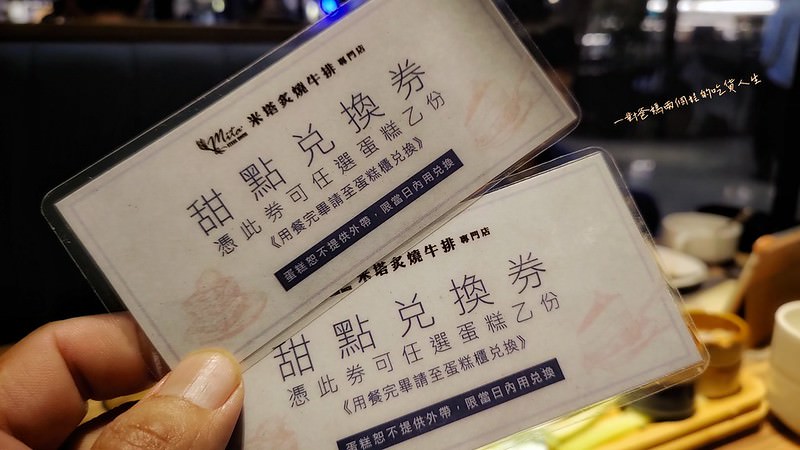 Mita
米塔炙燒牛排 專門店
甜點兌換券
憑此券可任選蛋糕乙份
《用餐完畢請至蛋糕櫃兌換》
蛋糕恕不提供外帶，限當日內用兌換
米塔炙燒牛排 專門店
甜點兌換券
憑此券可任選蛋糕乙份
《用餐完畢請至蛋糕櫃兌換》
蛋糕恕不提供外帶，限當日內用兌換
一對爸媽兩個娃的吃貨人生